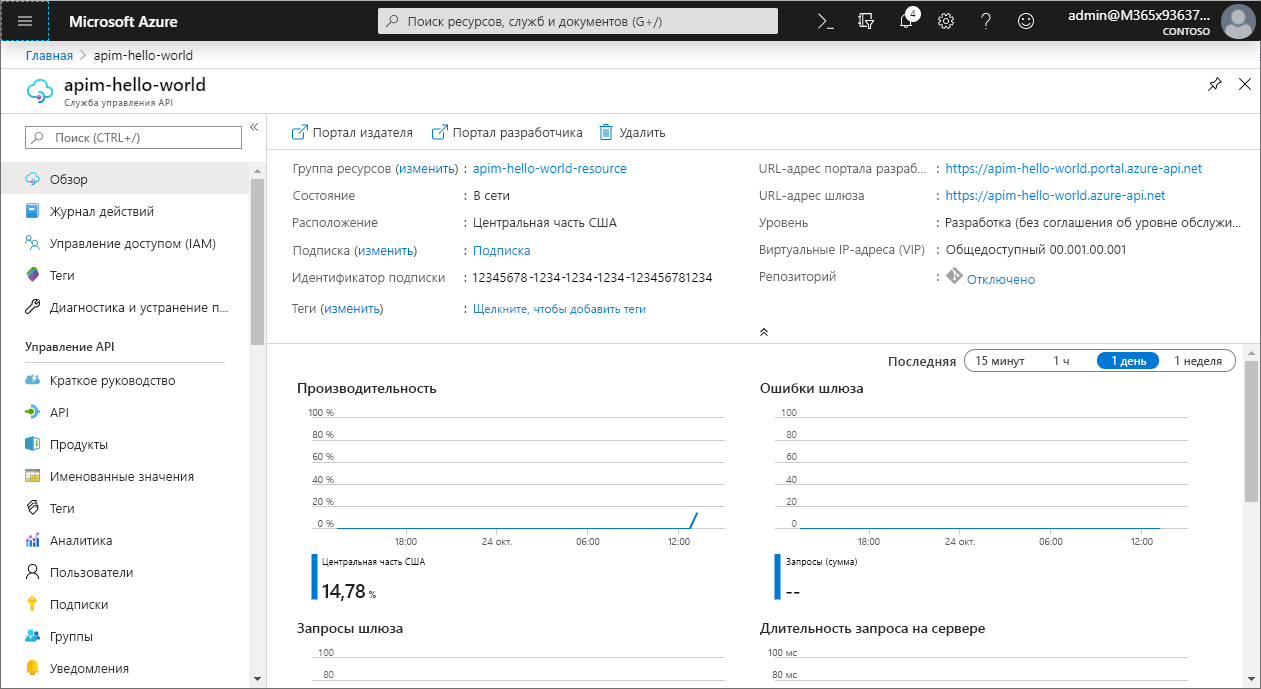 Microsoft Azure
Поиск ресурсов, служб и документов (G+/)
4
admin@M365x93637...
CONTOSO
Главная > apim-hello-world
apim-hello-world
Служба управления API
Поиск (CTRL+/)
«
Обзор
Журнал действий
Управление доступом (IAM)
Теги
Диагностика и устранение п...
Управление API
Краткое руководство
API
Продукты
Именованные значения
Теги
Аналитика
Пользователи
Подписки
Группы
Уведомления
Портал издателя
Портал разработчика
Удалить
Группа ресурсов (изменить) : apim-hello-world-resource
Состояние : В сети
Расположение : Центральная часть США
Подписка (изменить) : Подписка
Идентификатор подписки : 12345678-1234-1234-1234-123456781234
Теги (изменить) : Щелкните, чтобы добавить теги
URL-адрес портала разраб... : https://apim-hello-world.portal.azure-api.net
URL-адрес шлюза : https://apim-hello-world.azure-api.net
Уровень : Разработка (без соглашения об уровне обслужи...
Виртуальные IP-адреса (VIP) : Общедоступный 00.001.00.001
Репозиторий : Отключено
Последняя 15 минут 1 ч 1 день 1 неделя
Производительность
100 %
80 %
60 %
40 %
20 %
0 %
18:00 24 окт. 06:00 12:00
Центральная часть США
14,78 %
Ошибки шлюза
100
80
60
40
20
0
18:00 24 окт. 06:00 12:00
Запросы (сумма)
--
Запросы шлюза
100
80
Длительность запроса на сервере
100 мс
80 мс